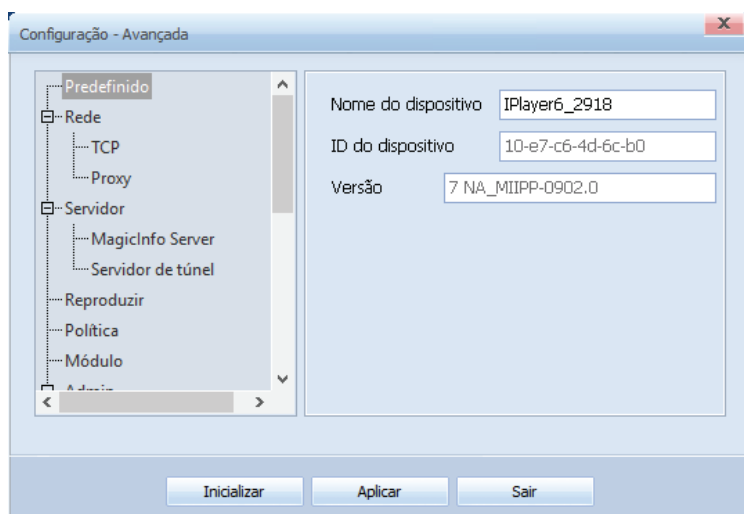 Configuração - Avançada
x
Predefinido
Rede
TCP
Proxy
Servidor
MagicInfo Server
Servidor de túnel
Reproduzir
Política
Módulo
Admin
Nome do dispositivo IPlayer6_2918
ID do dispositivo 10-e7-c6-4d-6c-b0
Versão 7 NA_MIIPP-0902.0
Inicializar Aplicar Sair